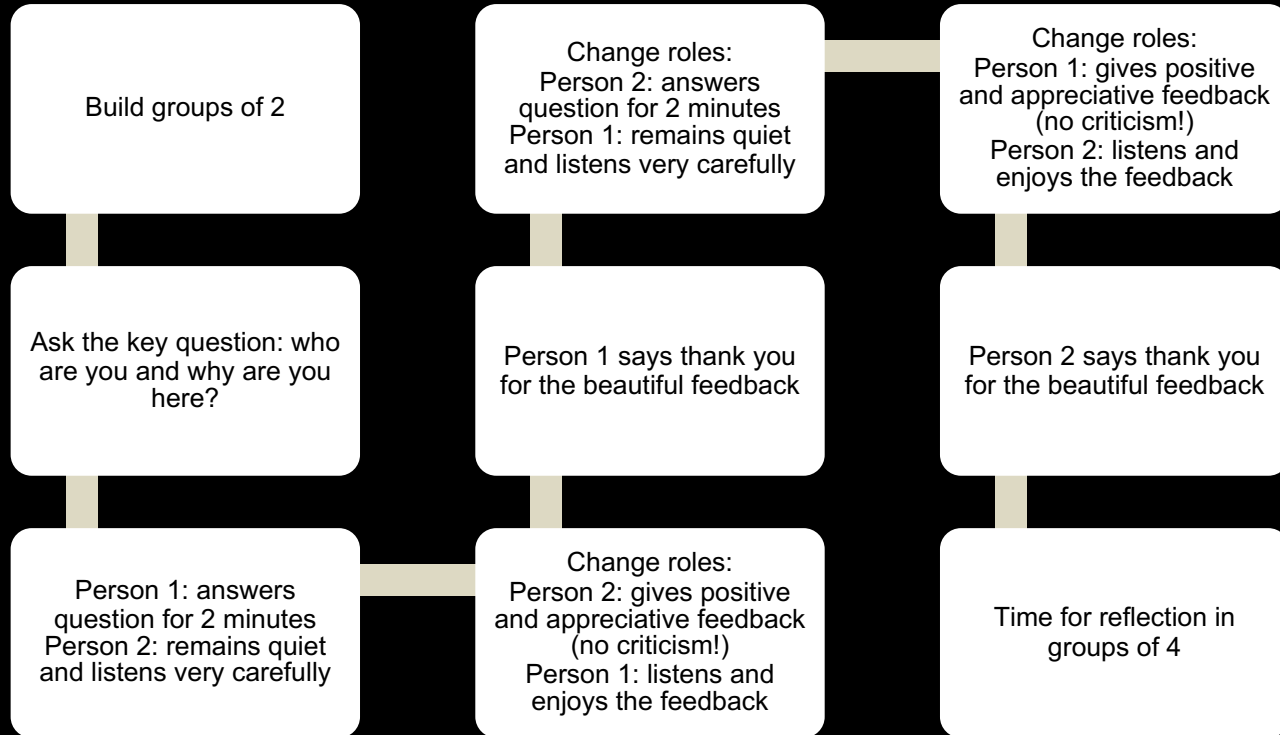 Build groups of 2
Ask the key question: who
are you and why are you
here?
Person 1: answers
question for 2 minutes
Person 2: remains quiet
and listens very carefully
Change roles:
Person 2: gives positive
and appreciative feedback
(no criticism!)
Person 1: listens and
enjoys the feedback
Person 1 says thank you
for the beautiful feedback
Change roles:
Person 2: answers
question for 2 minutes
Person 1: remains quiet
and listens very carefully
Change roles:
Person 1: gives positive
and appreciative feedback
(no criticism!)
Person 2: listens and
enjoys the feedback
Person 2 says thank you
for the beautiful feedback
Time for reflection in
groups of 4